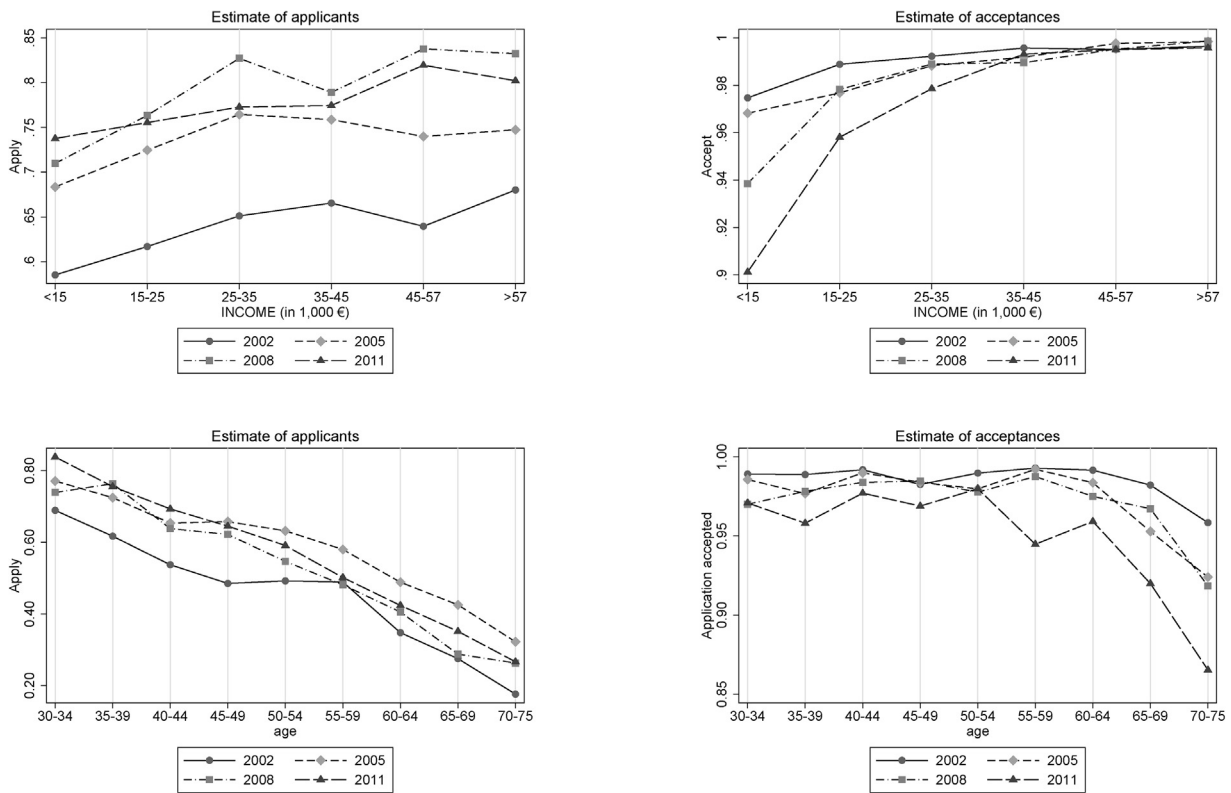 Estimate of applicants
Apply
.85
.8
.75
.7
.65
.6
<15 15-25 25-35 35-45 45-57 >57
INCOME (in 1,000 €)
2002 2005
2008 2011
Estimate of acceptances
Accept
1
.98
.96
.94
.92
.9
<15 15-25 25-35 35-45 45-57 >57
INCOME (in 1,000 €)
2002 2005
2008 2011
Estimate of applicants
Apply
0.80
0.60
0.40
0.20
30-34 35-39 40-44 45-49 50-54 55-59 60-64 65-69 70-75
age
2002 2005
2008 2011
Estimate of acceptances
Application accepted
1.00
0.95
0.90
0.85
30-34 35-39 40-44 45-49 50-54 55-59 60-64 65-69 70-75
age
2002 2005
2008 2011